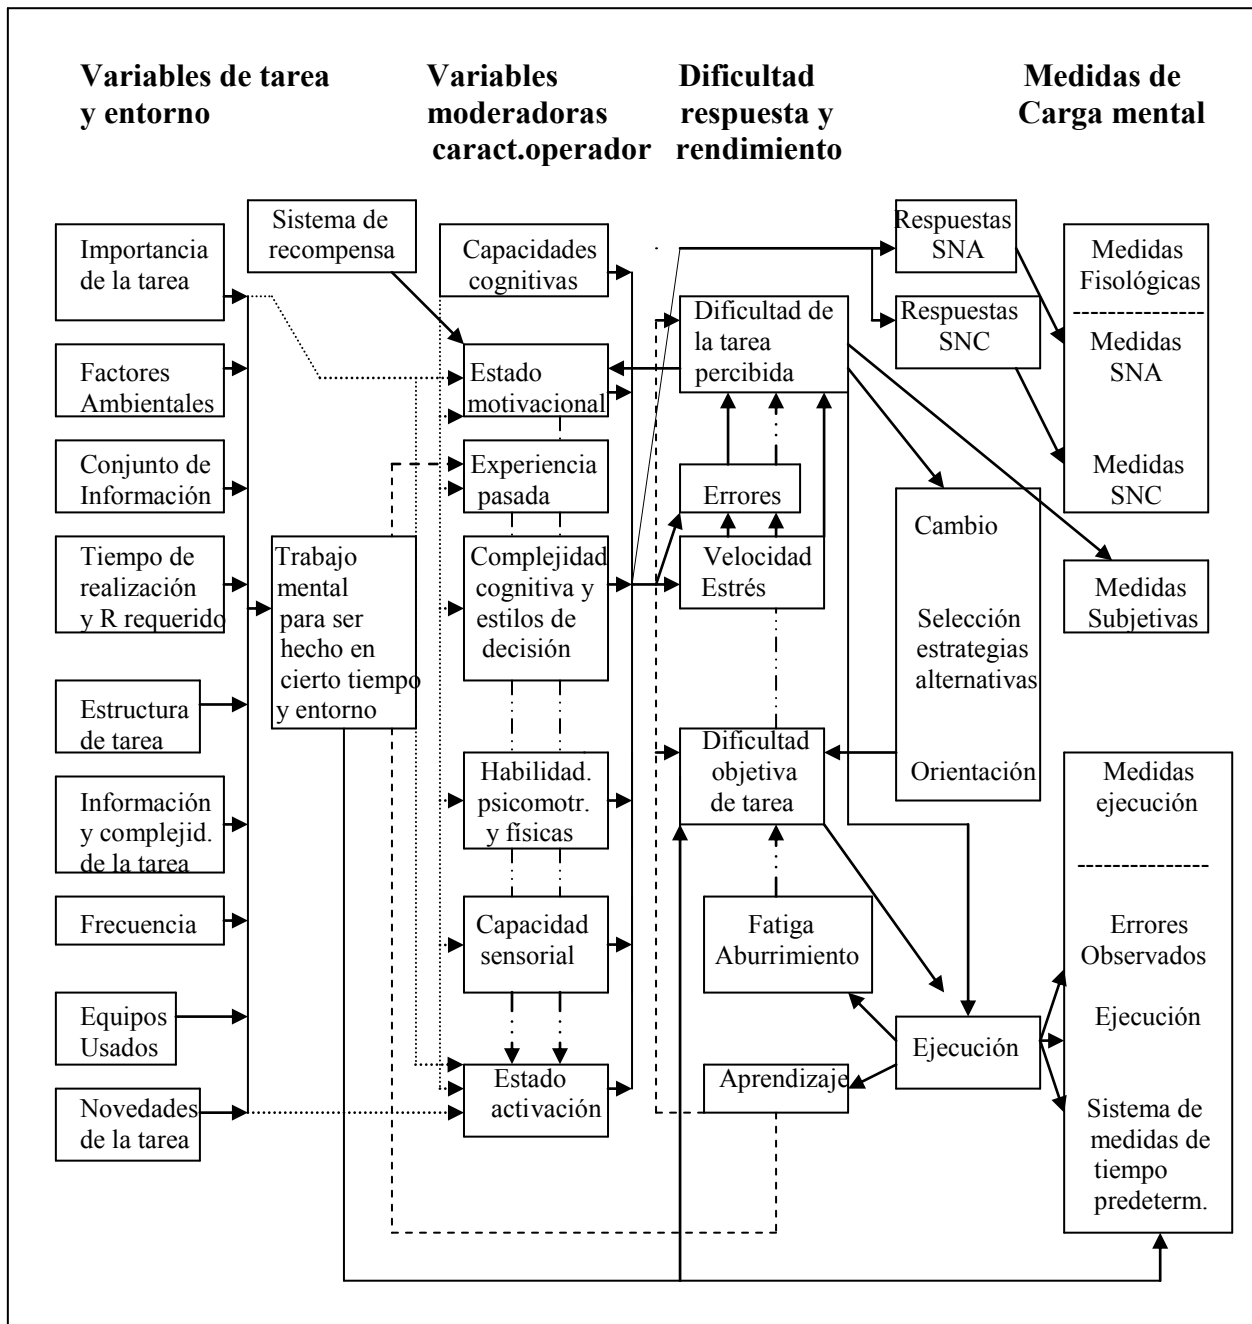 Variables de tarea
y entorno
Variables
moderadoras
caract.operador
Dificultad
respuesta y
rendimiento
Medidas de
Carga mental
Importancia
de la tarea
Factores
Ambientales
Conjunto de
Información
Tiempo de
realización
y R requerido
Estructura
de tarea
Información
y complejid.
de la tarea
Frecuencia
Equipos
Usados
Novedades
de la tarea
Sistema de
recompensa
Trabajo
mental
para ser
hecho en
cierto tiempo
y entorno
Capacidades
cognitivas
Estado
motivacional
Experiencia
pasada
Complejidad
cognitiva y
estilos de
decisión
Habilidad.
psicomotr.
y físicas
Capacidad
sensorial
Estado
activación
Dificultad de
la tarea
percibida
Errores
Velocidad
Estrés
Dificultad
objetiva
de tarea
Fatiga
Aburrimiento
Aprendizaje
Respuestas
SNA
Respuestas
SNC
Cambio
Selección
estrategias
alternativas
Orientación
Ejecución
Medidas
Fisológicas
Medidas
SNA
Medidas
SNC
Medidas
Subjetivas
Medidas
ejecución
Errores
Observados
Ejecución
Sistema de
medidas de
tiempo
predeterm.